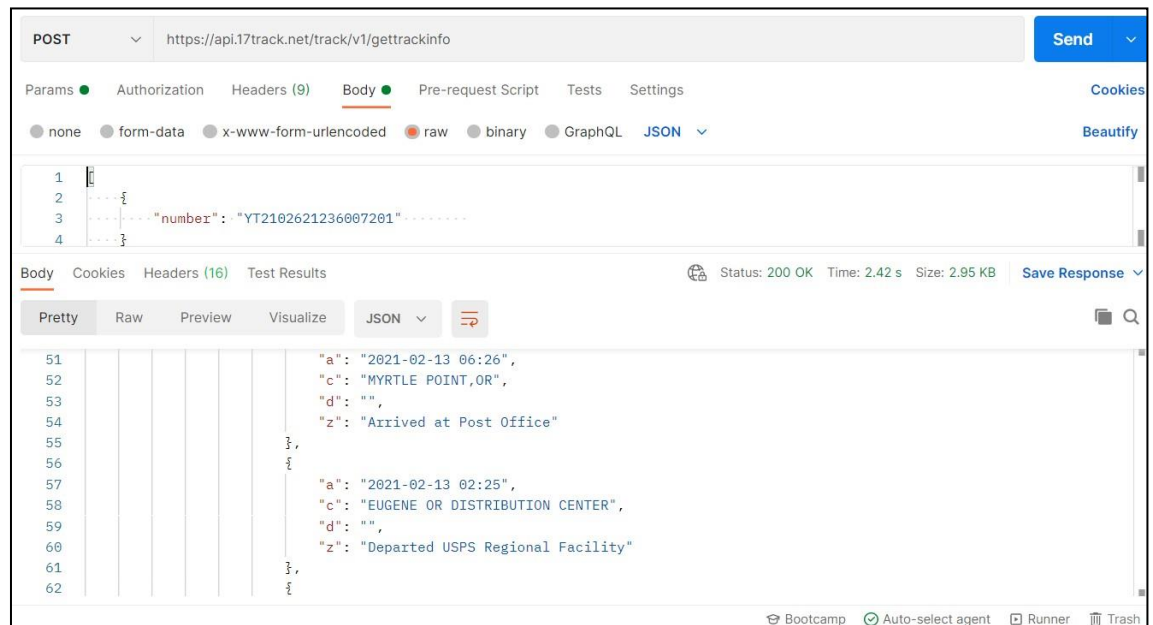 POST https://api.17track.net/track/v1/gettrackinfo Send
Params Authorization Headers (9) Body Pre-request Script Tests Settings Cookies
none form-data x-www-form-urlencoded raw binary GraphQL JSON Beautify
1 [
2 {
3 "number": "YT2102621236007201"
4 }
Body Cookies Headers (16) Test Results Status: 200 OK Time: 2.42 s Size: 2.95 KB Save Response
Pretty Raw Preview Visualize JSON
51 "a": "2021-02-13 06:26",
52 "c": "MYRTLE POINT,OR",
53 "d": "",
54 "z": "Arrived at Post Office"
55 },
56 {
57 "a": "2021-02-13 02:25",
58 "c": "EUGENE OR DISTRIBUTION CENTER",
59 "d": "",
60 "z": "Departed USPS Regional Facility"
61 },
62 {
Bootcamp Auto-select agent Runner Trash